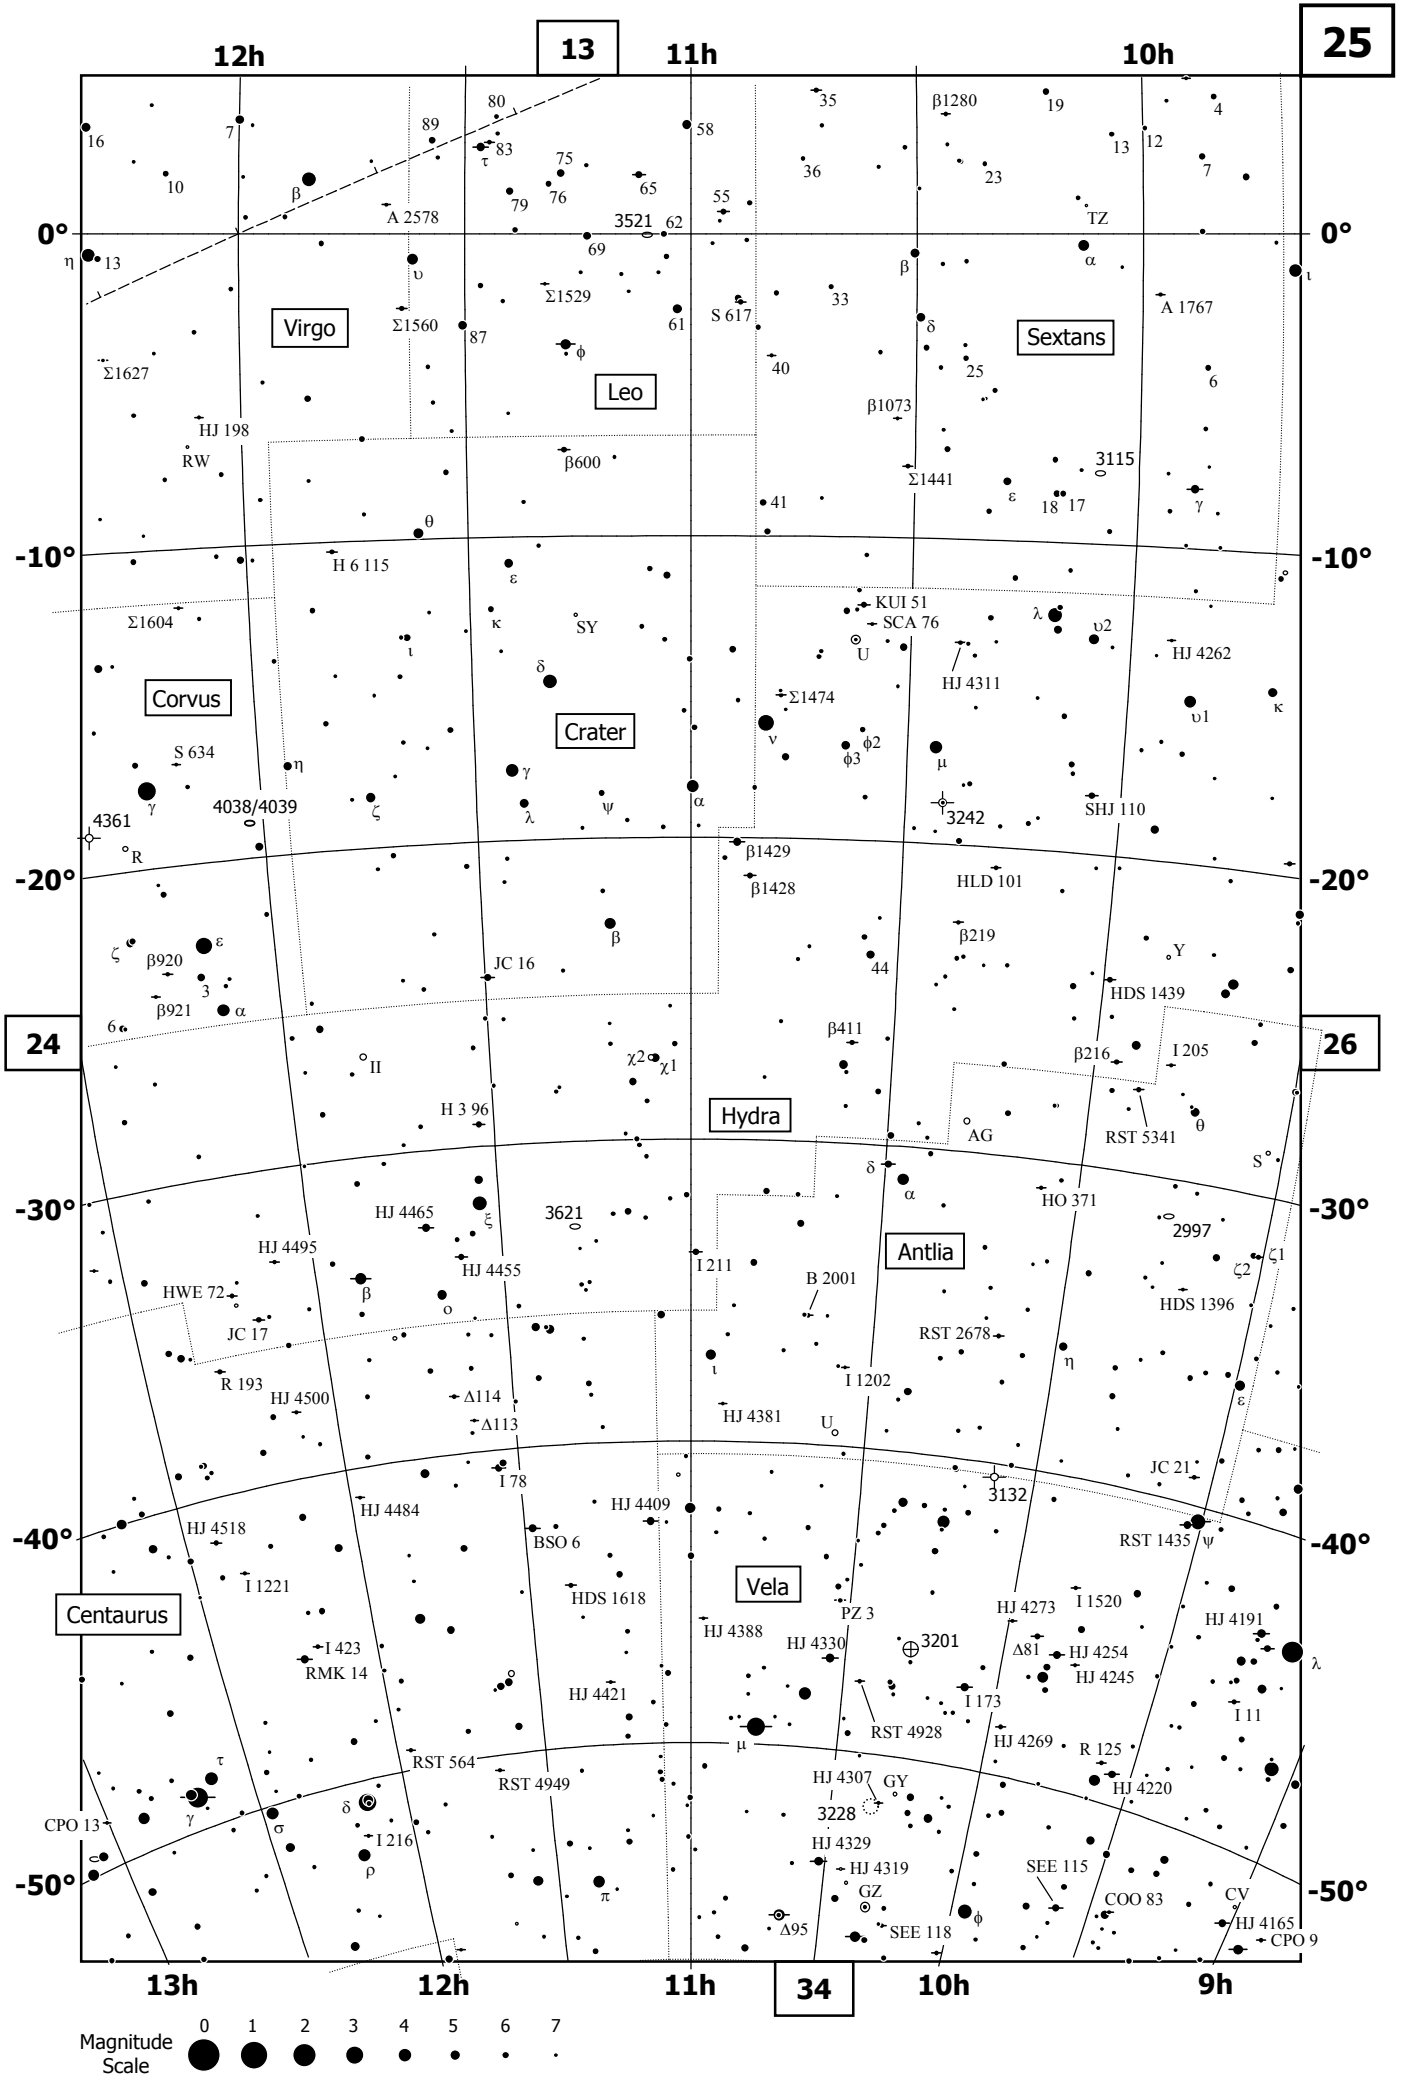 13
25
12h 11h 10h
80 35 β1280 19 4
16 7 89 83 58 13 12
τ 75 36 7
10 β 65 23
A 2578 79 76 55 TZ
0° 3521 62 0°
69
η 13 υ β α ι
Σ1529 33 A 1767
Virgo Σ1560 87 61 S 617 δ Sextans
ϕ
Σ1627 40 25 6
Leo
β1073
HJ 198
RW β600 3115
Σ1441
41 ε 18 17 γ
θ
-10° -10°
H 6 115 ε
KUI 51
Σ1604 κ SY SCA 76 λ υ2
ι U HJ 4262
HJ 4311
δ
Corvus Σ1474 υ1 κ
Crater ν ϕ2
S 634 η ϕ3 μ
γ γ
4038/4039 ζ λ ψ α 3242 SHJ 110
4361
R β1429
-20° β1428 HLD 101 -20°
ζ ε β β219
β920 JC 16 44 Y
3 HDS 1439
β921 α
6
24 β411 26
II χ2 χ1 β216 I 205
H 3 96 Hydra
AG RST 5341 θ
δ S
α
-30° ξ HO 371 -30°
HJ 4465 3621 2997
HJ 4495 Antlia
HJ 4455 I 211 ζ2 ζ1
HWE 72 β ο B 2001 HDS 1396
JC 17 RST 2678
ι η
R 193 I 1202
HJ 4500 Δ114 ε
Δ113 HJ 4381 U
I 78 JC 21
HJ 4484 3132
HJ 4409
-40° HJ 4518 BSO 6 RST 1435 ψ -40°
I 1221 Vela
HDS 1618 I 1520
Centaurus PZ 3 HJ 4273
HJ 4388 HJ 4191
I 423 HJ 4330 3201 Δ81 HJ 4254
RMK 14 HJ 4245 λ
HJ 4421 I 173
I 11
RST 4928
μ HJ 4269
RST 564 R 125
τ RST 4949 HJ 4307 GY HJ 4220
γ δ 3228
CPO 13 σ I 216 HJ 4329
ρ HJ 4319 SEE 115
-50° π GZ -50°
COO 83 CV
Δ95 ϕ HJ 4165
SEE 118 CPO 9
13h 12h 11h 34 10h 9h
Magnitude Scale 0 1 2 3 4 5 6 7